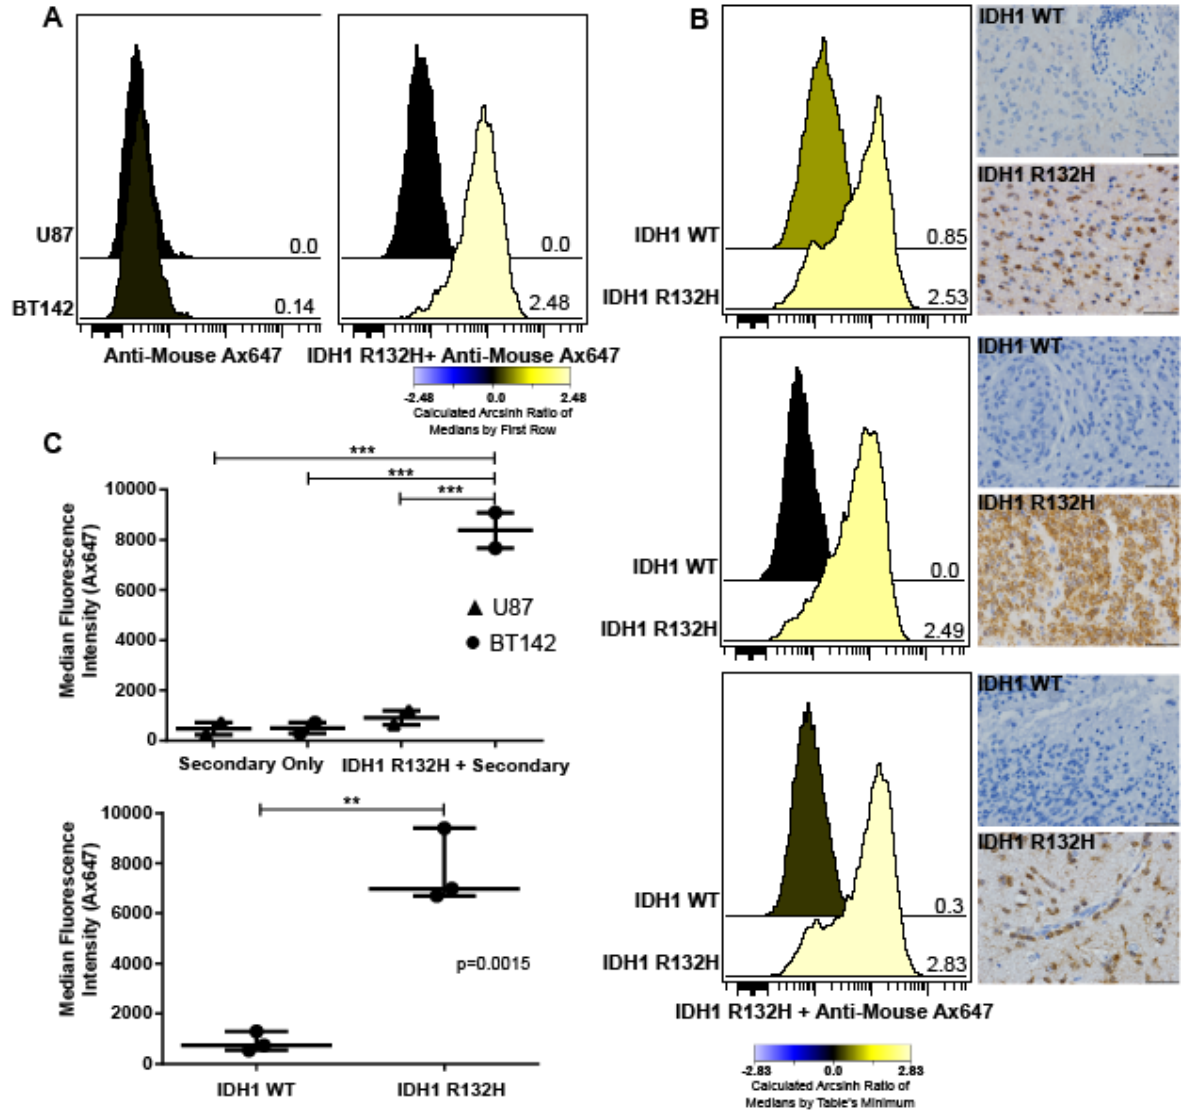 A
U87
0.0
0.0
BT142
0.14
2.48
Anti-Mouse Ax647
IDH1 R132H+ Anti-Mouse Ax647
-2.48 0.0 2.48
Calculated Arcsinh Ratio of
Medians by First Row
B
IDH1 WT
0.85
IDH1 R132H
2.53
IDH1 WT
IDH1 R132H
IDH1 WT
0.0
IDH1 R132H
2.49
IDH1 WT
IDH1 R132H
IDH1 WT
0.3
IDH1 R132H
2.83
IDH1 WT
IDH1 R132H
IDH1 R132H + Anti-Mouse Ax647
-2.83 0.0 2.83
Calculated Arcsinh Ratio of
Medians by Table's Minimum
C
***
***
***
Median Fluorescence
Intensity (Ax647)
10000
8000
6000
4000
2000
0
U87
BT142
Secondary Only
IDH1 R132H + Secondary
**
Median Fluorescence
Intensity (Ax647)
10000
8000
6000
4000
2000
0
p=0.0015
IDH1 WT
IDH1 R132H